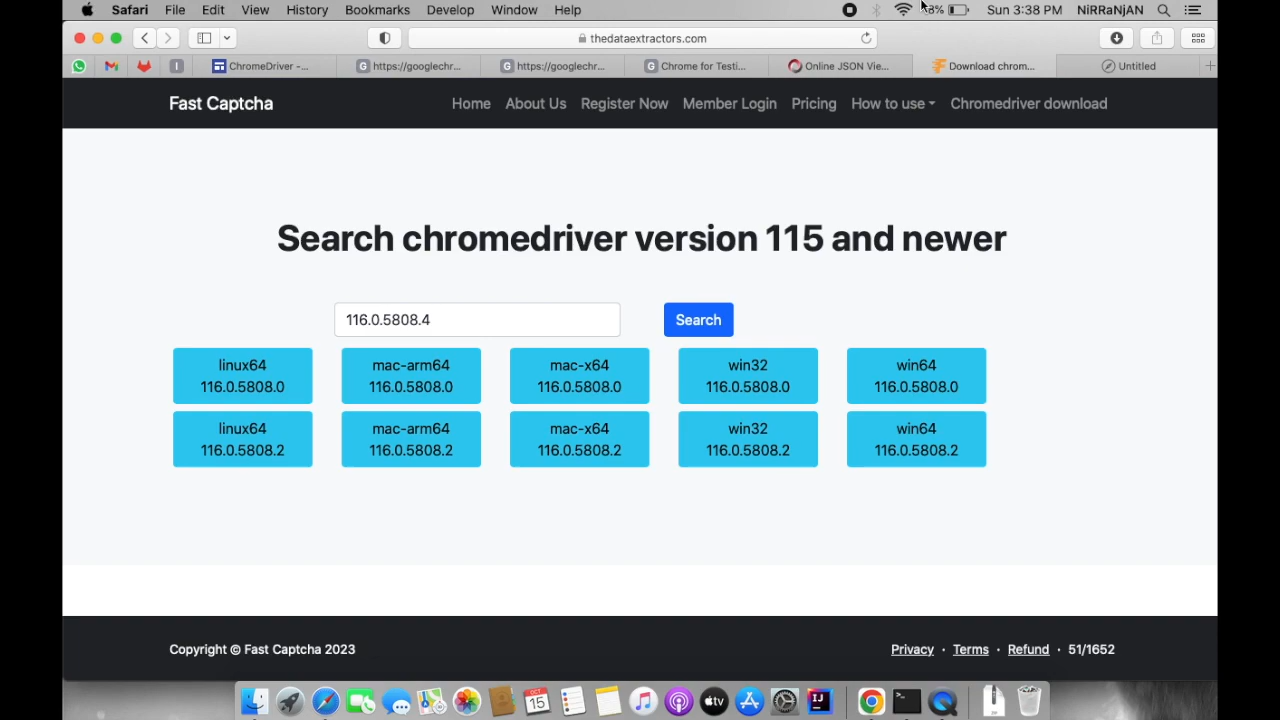 Safari File Edit View History Bookmarks Develop Window Help 8% Sun 3:38 PM NiRRaNjAN
thedataextractors.com
ChromeDriver -... https://googlechr... https://googlechr... Chrome for Testi... Online JSON Vie... Download chrom... Untitled
Fast Captcha Home About Us Register Now Member Login Pricing How to use Chromedriver download
Search chromedriver version 115 and newer
116.0.5808.4 Search
linux64 mac-arm64 mac-x64 win32 win64
116.0.5808.0 116.0.5808.0 116.0.5808.0 116.0.5808.0 116.0.5808.0
linux64 mac-arm64 mac-x64 win32 win64
116.0.5808.2 116.0.5808.2 116.0.5808.2 116.0.5808.2 116.0.5808.2
Copyright © Fast Captcha 2023 Privacy · Terms · Refund · 51/1652
OCT
15
tv
IJ